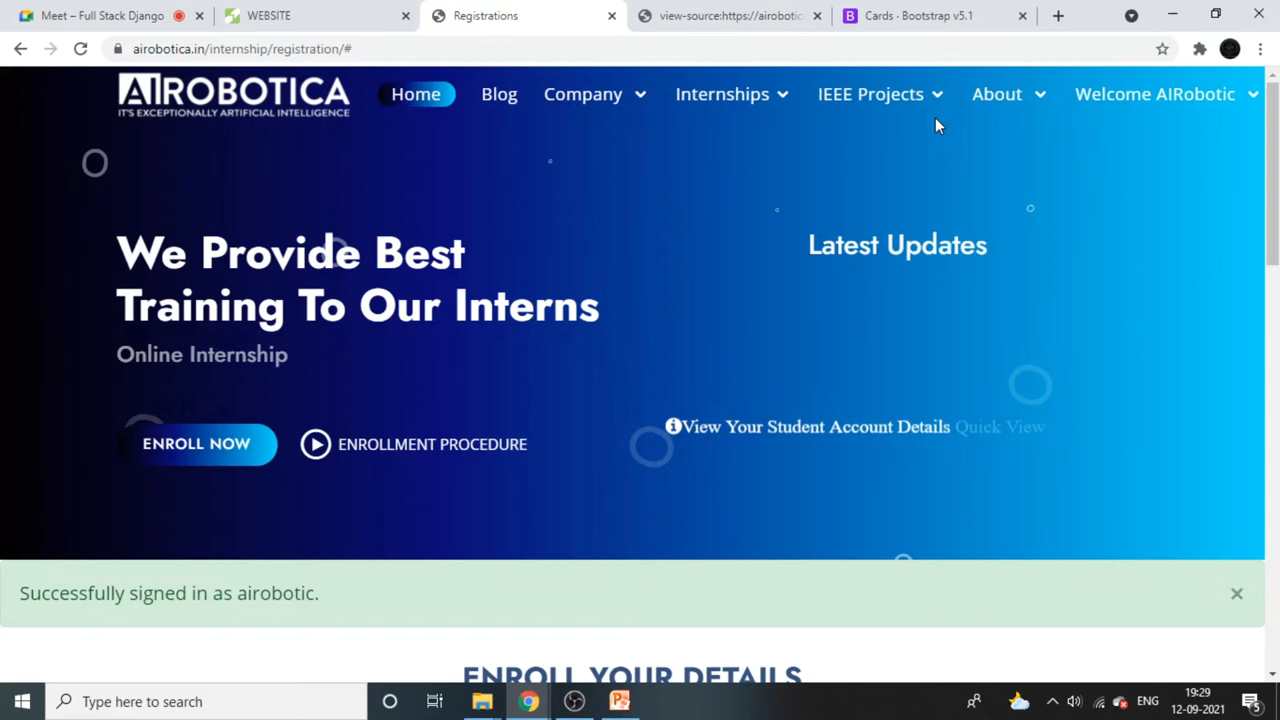 Meet – Full Stack Django
WEBSITE
Registrations
view-source:https://airobotic
Cards · Bootstrap v5.1
airobotica.in/internship/registration/#
AIROBOTICA
IT'S EXCEPTIONALLY ARTIFICIAL INTELLIGENCE
Home
Blog
Company
Internships
IEEE Projects
About
Welcome AIRobotic
We Provide Best
Training To Our Interns
Online Internship
Latest Updates
View Your Student Account Details Quick View
ENROLL NOW
ENROLLMENT PROCEDURE
Successfully signed in as airobotic.
ENROLL YOUR DETAILS
Type here to search
ENG
19:29
12-09-2021
5